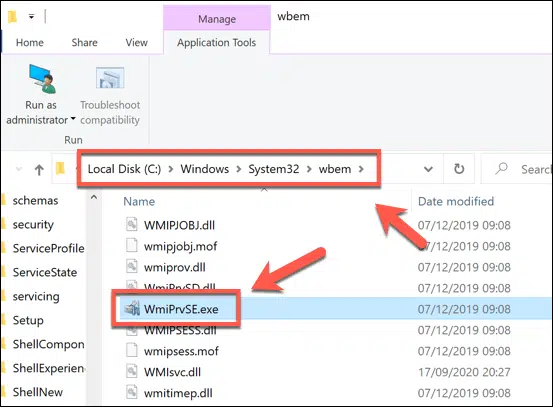 Manage
wbem
Home
Share
View
Application Tools
Run as
administrator
Troubleshoot
compatibility
Run
Local Disk (C:) > Windows > System32 > wbem >
Search
schemas
security
ServiceProfile
ServiceState
servicing
Setup
ShellCompon
ShellExperien
ShellNew
Name
Date modified
WMIPJOBJ.dll 07/12/2019 09:08
wmipjobj.mof 07/12/2019 09:08
wmiprov.dll 07/12/2019 09:08
WmiPrvSD.dll 07/12/2019 09:08
WmiPrvSE.exe 07/12/2019 09:08
WMIPSESS.dll 07/12/2019 09:08
wmipsess.mof 07/12/2019 09:08
WMIsvc.dll 17/09/2020 20:27
wmitimep.dll 07/12/2019 09:08